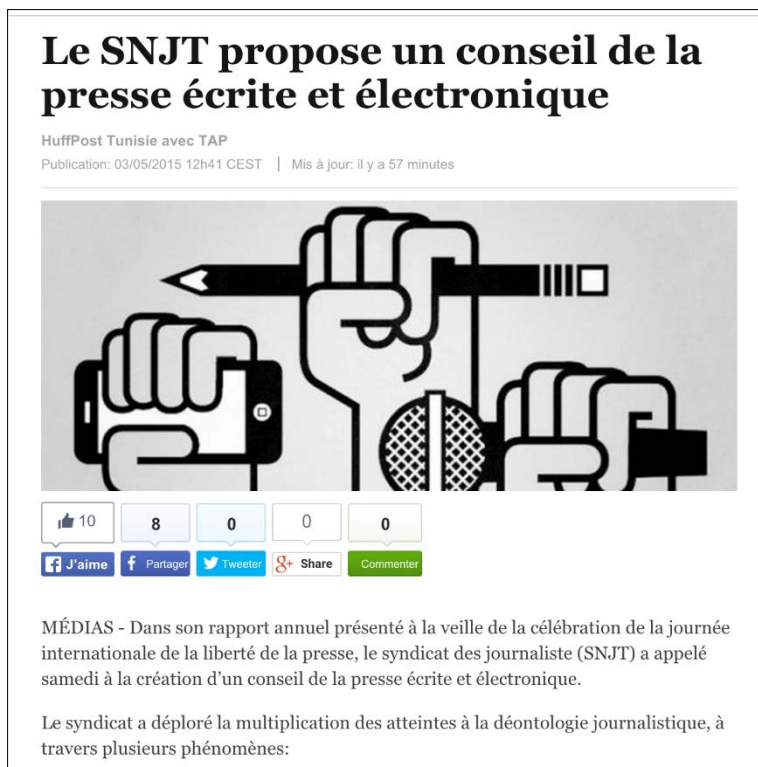 Le SNJT propose un conseil de la
presse écrite et électronique
HuffPost Tunisie avec TAP
Publication: 03/05/2015 12h41 CEST | Mis à jour: il y a 57 minutes
10 8 0 0 0
J'aime Partager Tweeter Share Commenter
MÉDIAS - Dans son rapport annuel présenté à la veille de la célébration de la journée
internationale de la liberté de la presse, le syndicat des journaliste (SNJT) a appelé
samedi à la création d'un conseil de la presse écrite et électronique.
Le syndicat a déploré la multiplication des atteintes à la déontologie journalistique, à
travers plusieurs phénomènes: